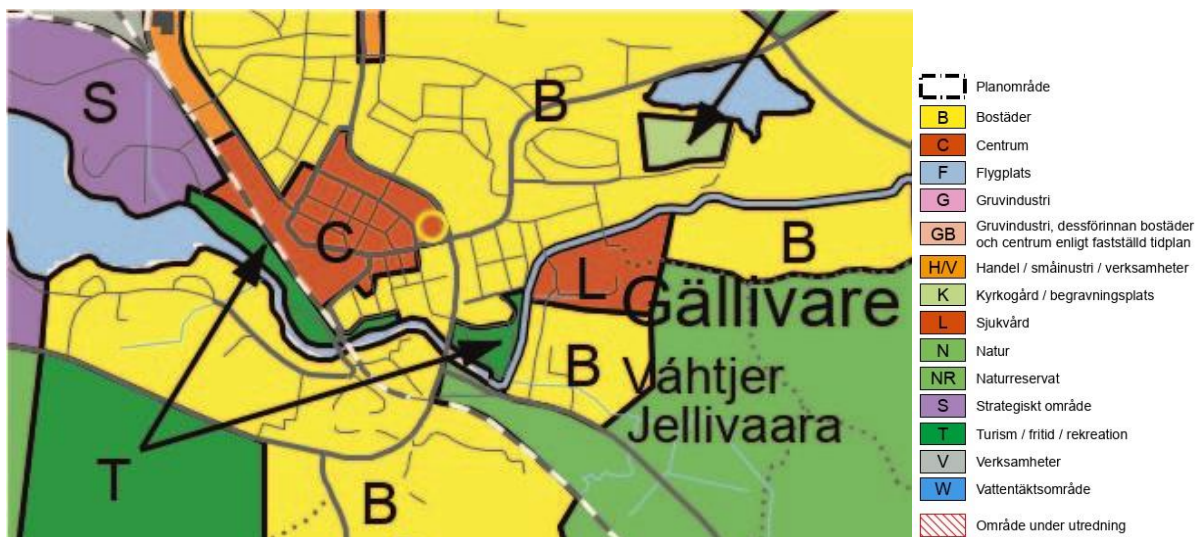 S
B
C
B
L
Gällivare
B
Váhtjer
Jellivaara
T
B
Planområde
B Bostäder
C Centrum
F Flygplats
G Gruvindustri
GB Gruvindustri, dessförinnan bostäder
och centrum enligt fastställd tidplan
H/V Handel / småinustri / verksamheter
K Kyrkogård / begravningsplats
L Sjukvård
N Natur
NR Naturreservat
S Strategiskt område
T Turism / fritid / rekreation
V Verksamheter
W Vattentäktsområde
Område under utredning